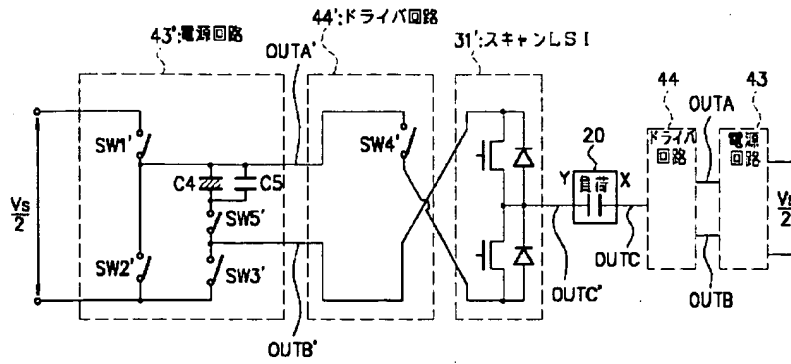 43':電源回路
44':ドライバ回路
31':スキャンLSI
OUTA'
44
43
OUTA
SW1'
SW4'
20
ドライバ
回路
電源
回路
C4
C5
Y
負荷
X
Vs
2
SW5'
Vs
2
SW2'
SW3'
OUTC'
OUTC
OUTB
OUTB'